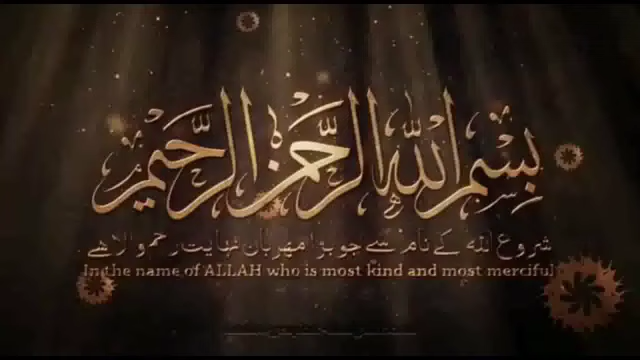 بسم الله الرحمن الرحيم
شروع اللہ کے نام سے جو بڑا مہربان نہایت رحم والا ہے
In the name of ALLAH who is most kind and most merciful